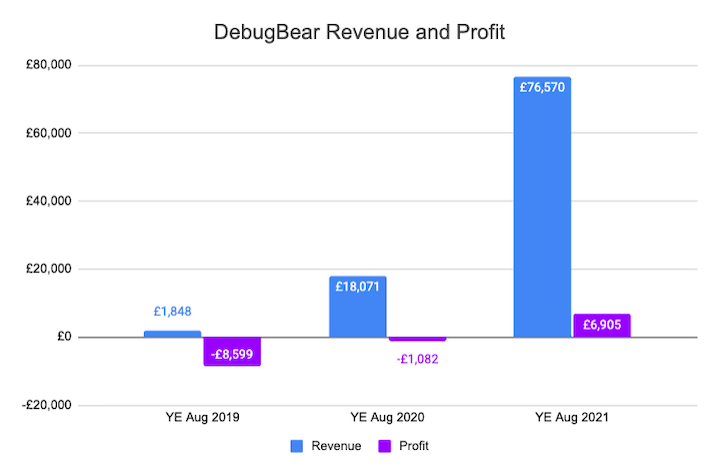 DebugBear Revenue and Profit
£80,000
£60,000
£40,000
£20,000
£0
-£20,000
£1,848
-£8,599
£18,071
-£1,082
£76,570
£6,905
YE Aug 2019
YE Aug 2020
YE Aug 2021
Revenue
Profit